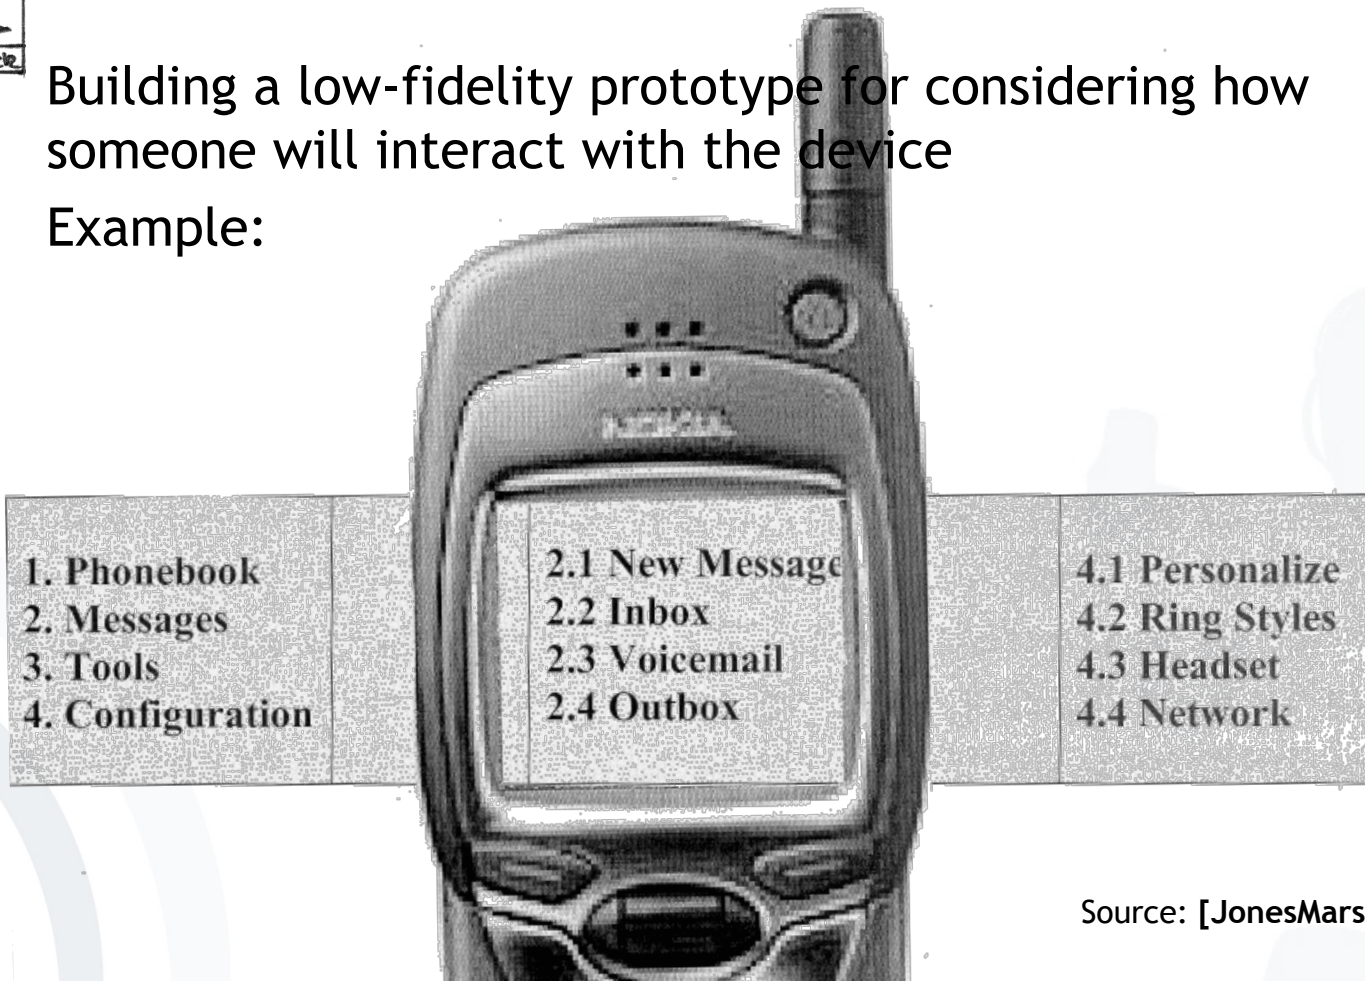 Building a low-fidelity prototype for considering how
someone will interact with the device
Example:
NOKIA
1. Phonebook
2. Messages
3. Tools
4. Configuration
2.1 New Message
2.2 Inbox
2.3 Voicemail
2.4 Outbox
4.1 Personalize
4.2 Ring Styles
4.3 Headset
4.4 Network
Source: [JonesMars